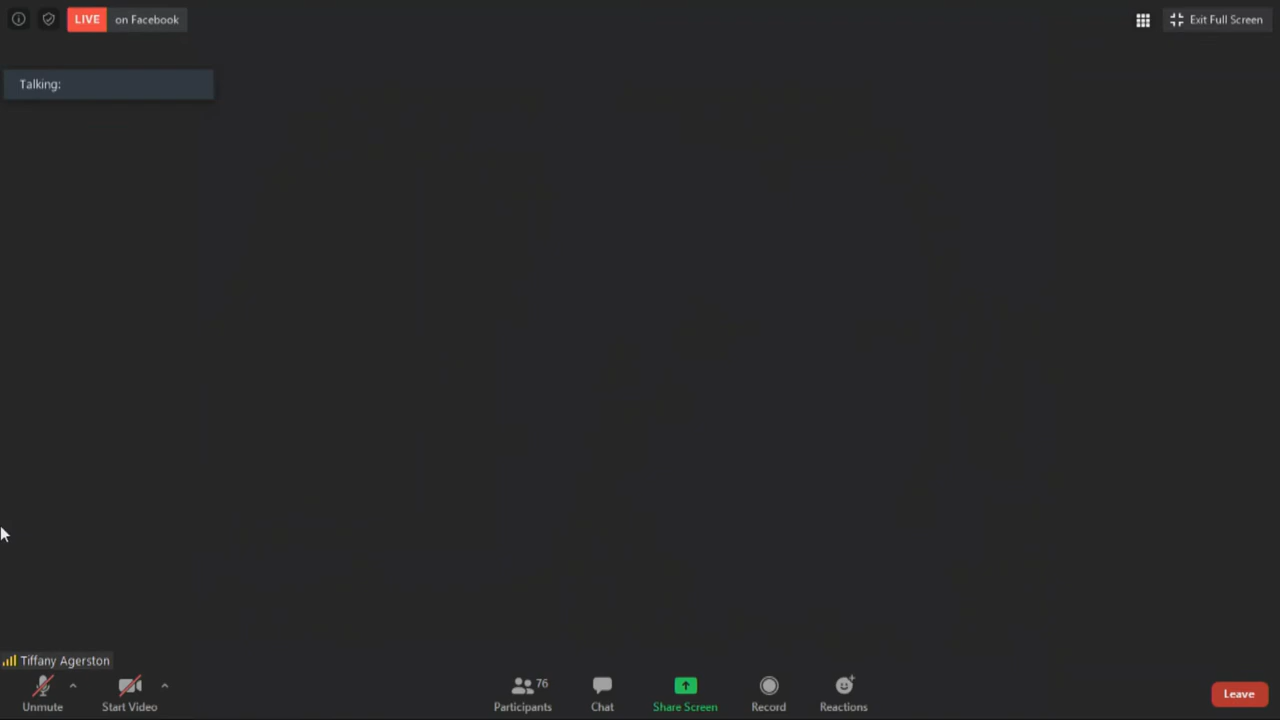 LIVE on Facebook
Exit Full Screen
Talking:
Tiffany Agerston
Unmute
Start Video
76
Participants
Chat
Share Screen
Record
Reactions
Leave